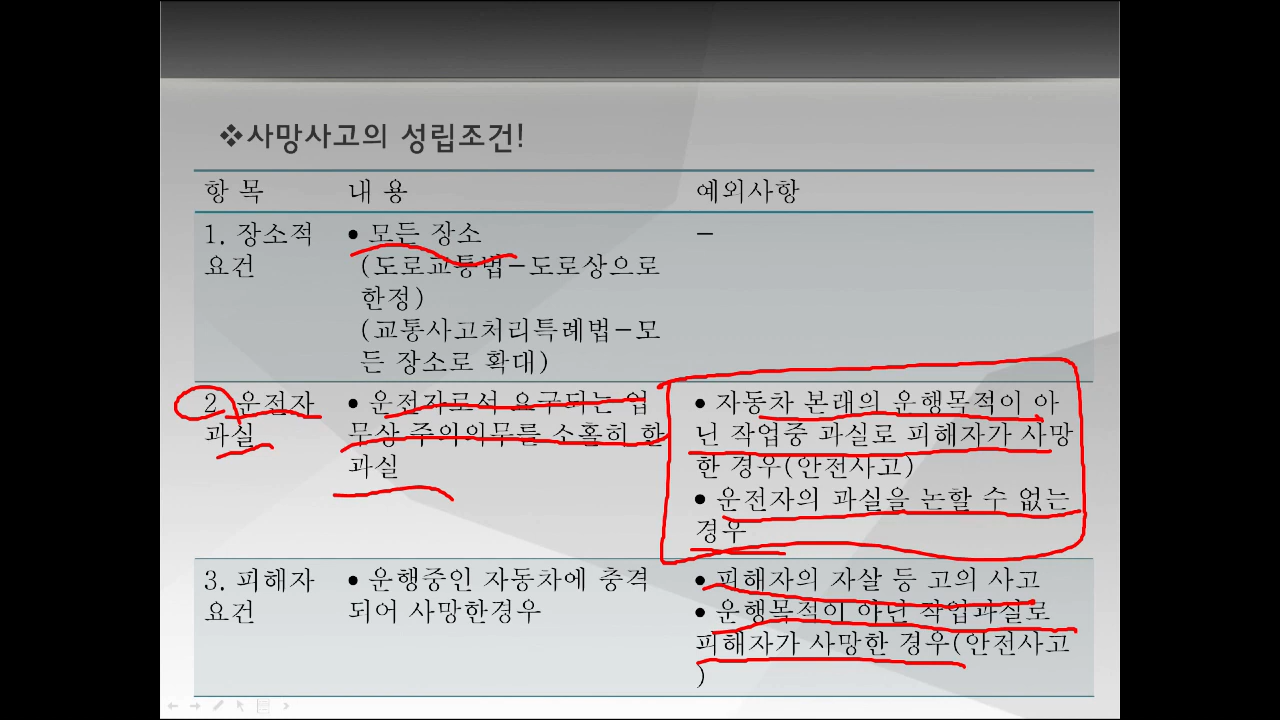 ❖사망사고의 성립조건!
항 목 내 용 예외사항
1. 장소적 요건
• 모든 장소
(도로교통법-도로상으로
한정)
(교통사고처리특례법-모
든 장소로 확대)
-
2. 운전자
과실
• 운전자로서 요구되는 업
무상 주의의무를 소홀히 한
과실
• 자동차 본래의 운행목적이 아
닌 작업중 과실로 피해자가 사망
한 경우(안전사고)
• 운전자의 과실을 논할 수 없는
경우
3. 피해자
요건
• 운행중인 자동차에 충격
되어 사망한경우
• 피해자의 자살 등 고의 사고
• 운행목적이 아닌 작업과실로
피해자가 사망한 경우(안전사고
)